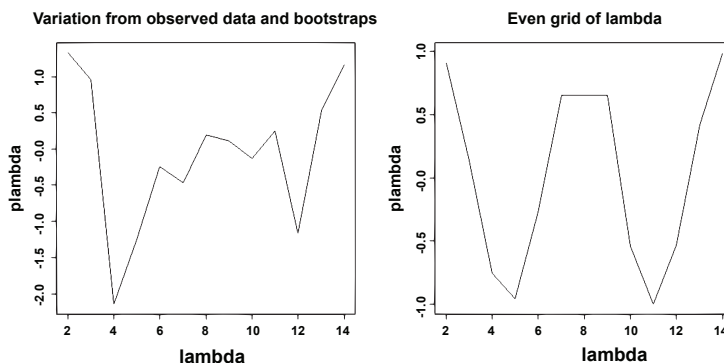 Variation from observed data and bootstraps
plambda
1.0
0.5
-0.0
-0.5
-1.0
-1.5
-2.0
2 4 6 8 10 12 14
lambda
Even grid of lambda
plambda
1.0
0.5
-0.0
-0.5
-1.0
2 4 6 8 10 12 14
lambda